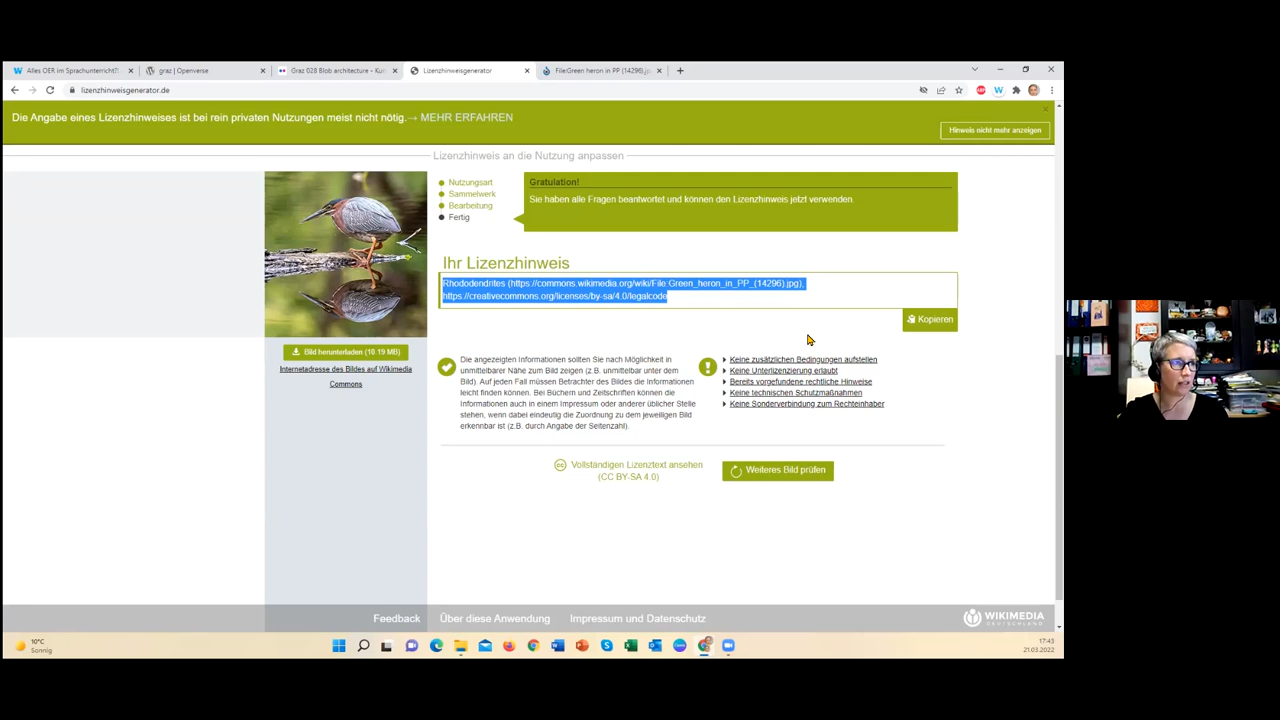 Alles OER im Sprachunterricht?!
graz | Openverse
Graz 028 Blob architecture - Kun
Lizenzhinweisgenerator
File:Green heron in PP (14296).jp
lizenzhinweisgenerator.de
Die Angabe eines Lizenzhinweises ist bei rein privaten Nutzungen meist nicht nötig.→ MEHR ERFAHREN
Hinweis nicht mehr anzeigen
Lizenzhinweis an die Nutzung anpassen
Nutzungsart
Sammelwerk
Bearbeitung
Fertig
Gratulation!
Sie haben alle Fragen beantwortet und können den Lizenzhinweis jetzt verwenden.
Ihr Lizenzhinweis
Rhododendrites (https://commons.wikimedia.org/wiki/File:Green_heron_in_PP_(14296).jpg),
https://creativecommons.org/licenses/by-sa/4.0/legalcode
Kopieren
Bild herunterladen (10.19 MB)
Internetadresse des Bildes auf Wikimedia
Commons
Die angezeigten Informationen sollten Sie nach Möglichkeit in
unmittelbarer Nähe zum Bild zeigen (z.B. unmittelbar unter dem
Bild). Auf jeden Fall müssen Betrachter des Bildes die Informationen
leicht finden können. Bei Büchern und Zeitschriften können die
Informationen auch in einem Impressum oder anderer üblicher Stelle
stehen, wenn dabei eindeutig die Zuordnung zu dem jeweiligen Bild
erkennbar ist (z.B. durch Angabe der Seitenzahl).
Keine zusätzlichen Bedingungen aufstellen
Keine Unterlizenzierung erlaubt
Bereits vorgefundene rechtliche Hinweise
Keine technischen Schutzmaßnahmen
Keine Sonderverbindung zum Rechteinhaber
Vollständigen Lizenztext ansehen
(CC BY-SA 4.0)
Weiteres Bild prüfen
Feedback
Über diese Anwendung
Impressum und Datenschutz
WIKIMEDIA
DEUTSCHLAND
10°C
Sonnig
17:43
21.03.2022